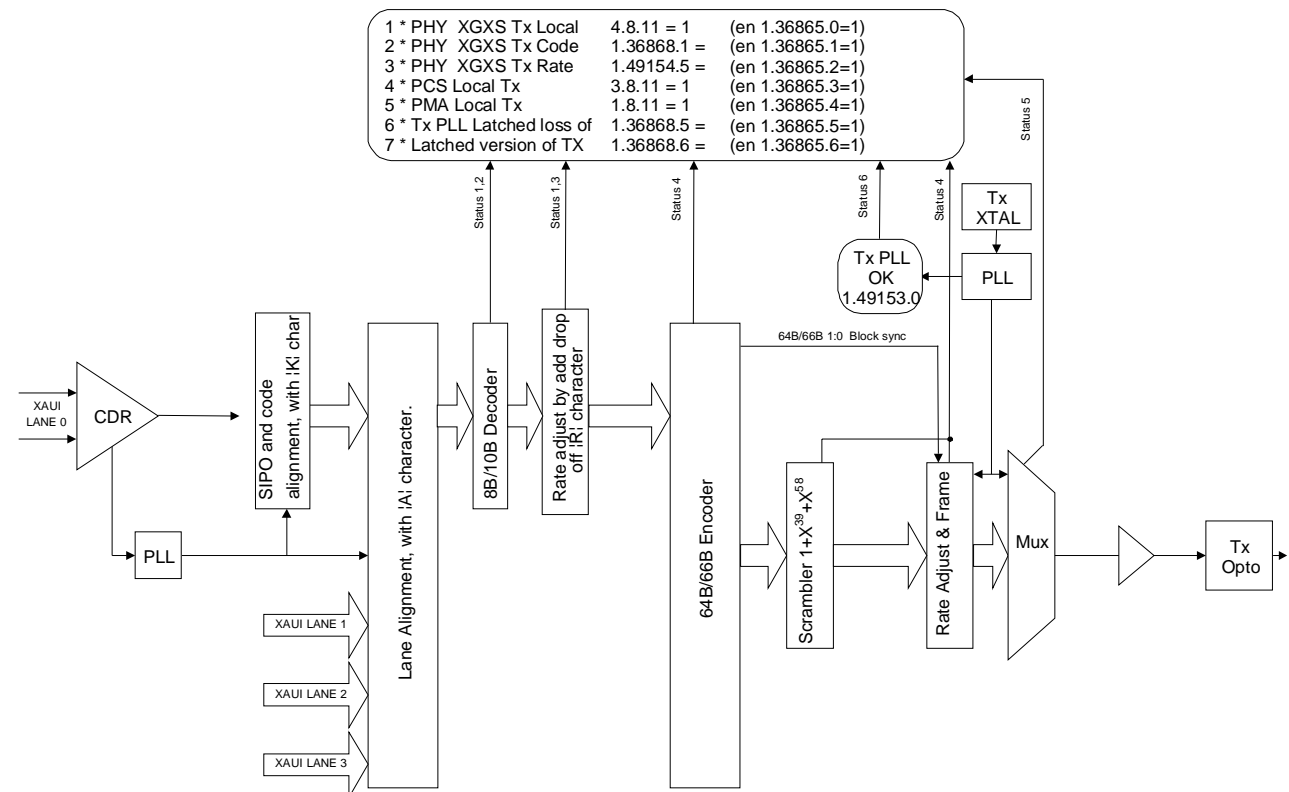 1 * PHY XGXS Tx Local 4.8.11 = 1 (en 1.36865.0=1)
2 * PHY XGXS Tx Code 1.36868.1 = (en 1.36865.1=1)
3 * PHY XGXS Tx Rate 1.49154.5 = (en 1.36865.2=1)
4 * PCS Local Tx 3.8.11 = 1 (en 1.36865.3=1)
5 * PMA Local Tx 1.8.11 = 1 (en 1.36865.4=1)
6 * Tx PLL Latched loss of 1.36868.5 = (en 1.36865.5=1)
7 * Latched version of TX 1.36868.6 = (en 1.36865.6=1)
Status 1,2
Status 1,3
Status 4
Status 6
Status 4
Status 5
Tx
XTAL
Tx PLL
OK
1.49153.0
PLL
64B/66B 1:0 Block sync
XAUI
LANE 0
CDR
SIPO and code
alignment, with ¦K¦ char
Lane Alignment, with ¦A¦ character.
8B/10B Decoder
Rate adjust by add drop
off ¦R¦ character
64B/66B Encoder
Scrambler 1+X³⁹+X⁵⁸
Rate Adjust & Frame
Mux
Tx
Opto
PLL
XAUI LANE 1
XAUI LANE 2
XAUI LANE 3